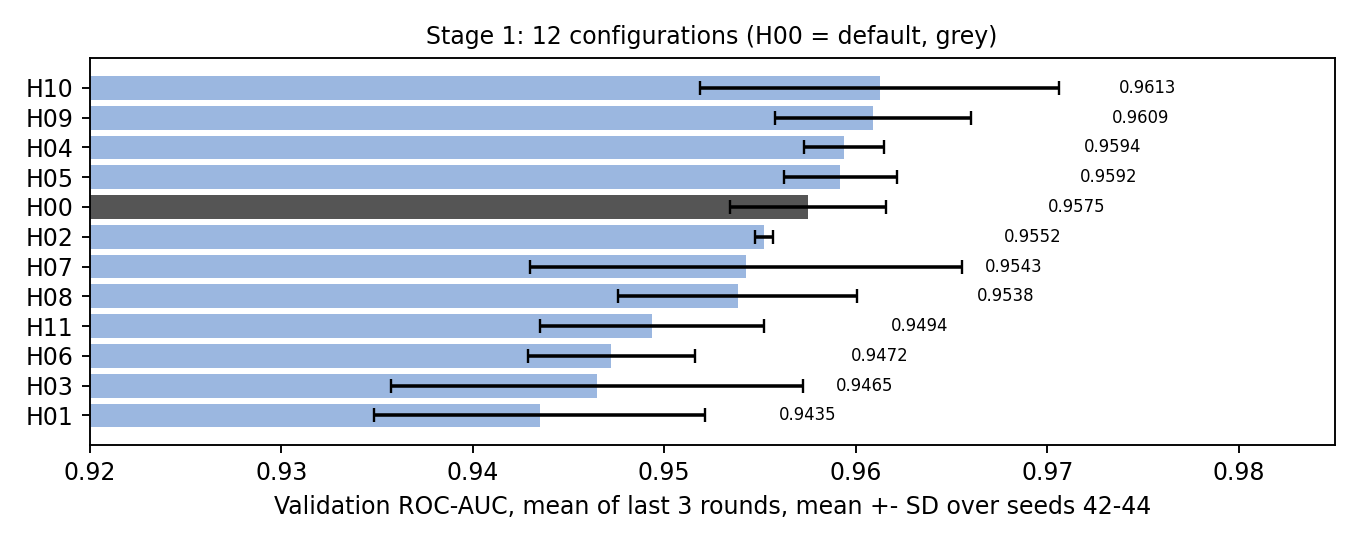 Stage 1: 12 configurations (H00 = default, grey)
H10 0.9613
H09 0.9609
H04 0.9594
H05 0.9592
H00 0.9575
H02 0.9552
H07 0.9543
H08 0.9538
H11 0.9494
H06 0.9472
H03 0.9465
H01 0.9435
0.92 0.93 0.94 0.95 0.96 0.97 0.98
Validation ROC-AUC, mean of last 3 rounds, mean +- SD over seeds 42-44